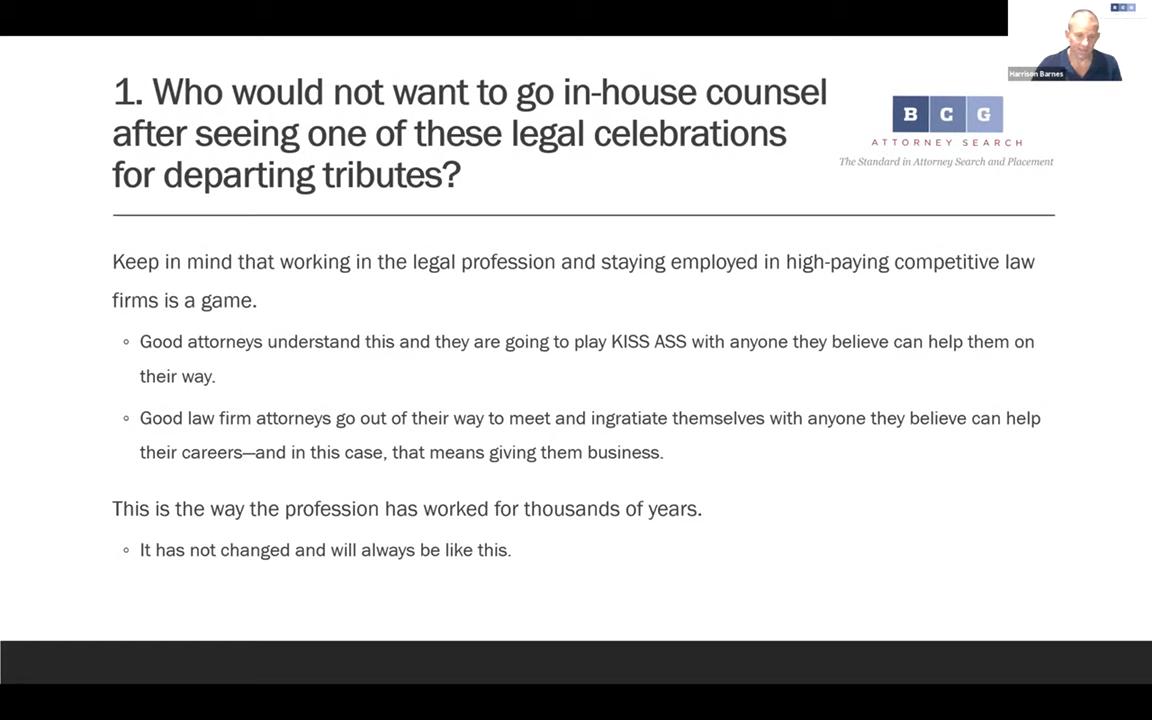 B C G
Harrison Barnes
1. Who would not want to go in-house counsel
after seeing one of these legal celebrations
for departing tributes?
B C G
ATTORNEY SEARCH
The Standard in Attorney Search and Placement
Keep in mind that working in the legal profession and staying employed in high-paying competitive law
firms is a game.
◦ Good attorneys understand this and they are going to play KISS ASS with anyone they believe can help them on
their way.
◦ Good law firm attorneys go out of their way to meet and ingratiate themselves with anyone they believe can help
their careers—and in this case, that means giving them business.
This is the way the profession has worked for thousands of years.
◦ It has not changed and will always be like this.